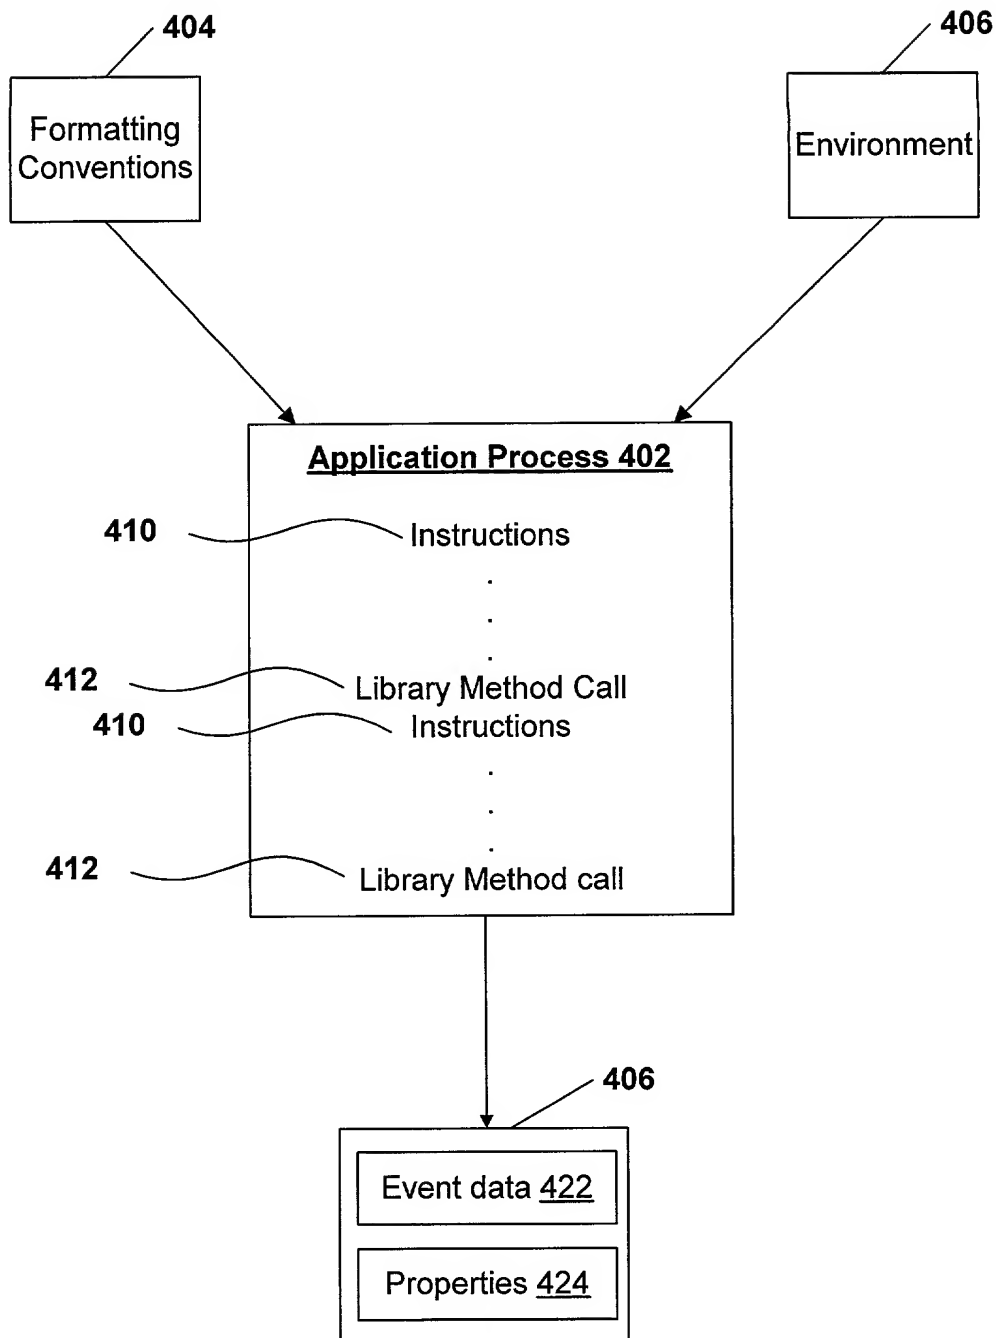 404
406
Formatting
Conventions
Environment
Application Process 402
410
Instructions
.
.
.
412
Library Method Call
410
Instructions
.
.
.
412
Library Method call
406
Event data 422
Properties 424